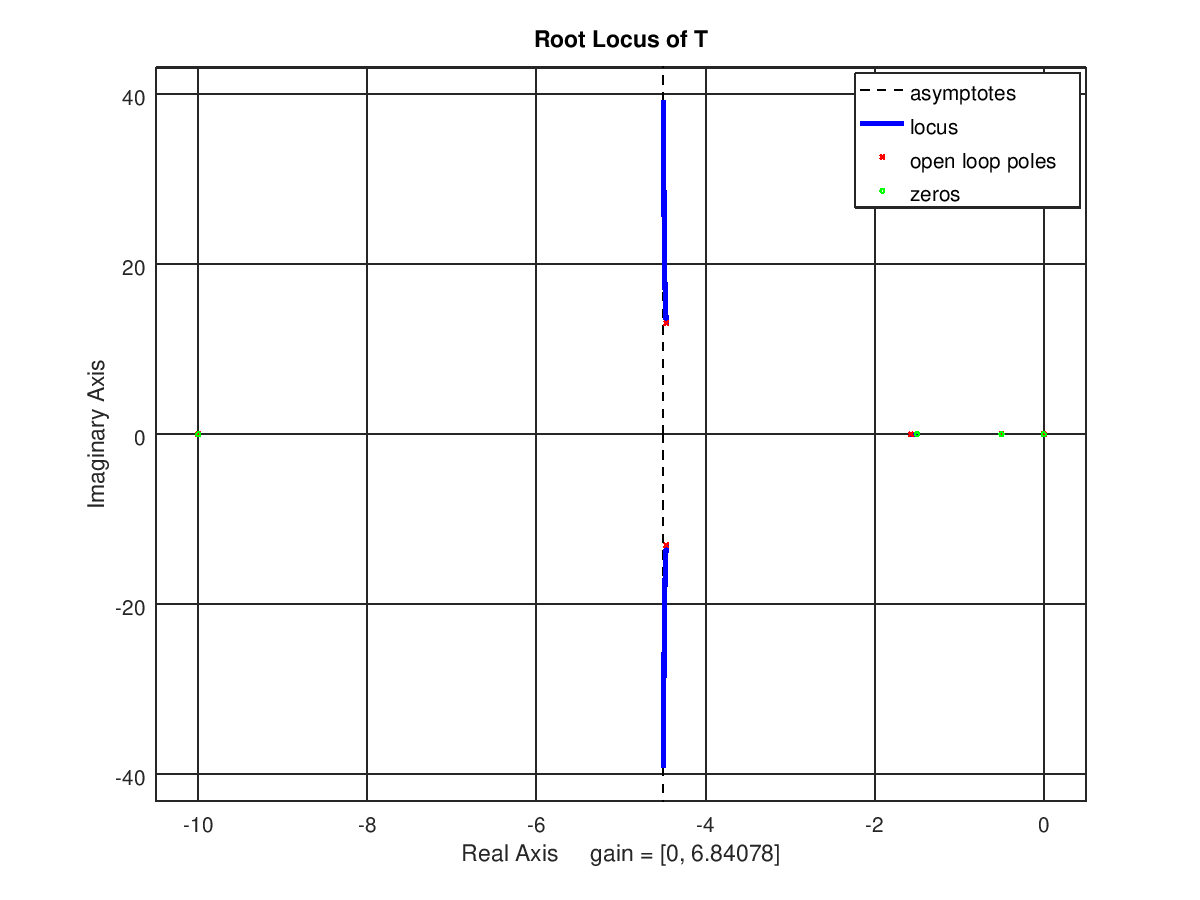 Root Locus of T
asymptotes
locus
open loop poles
zeros
40
20
0
-20
-40
Imaginary Axis
-10
-8
-6
-4
-2
0
Real Axis gain = [0, 6.84078]